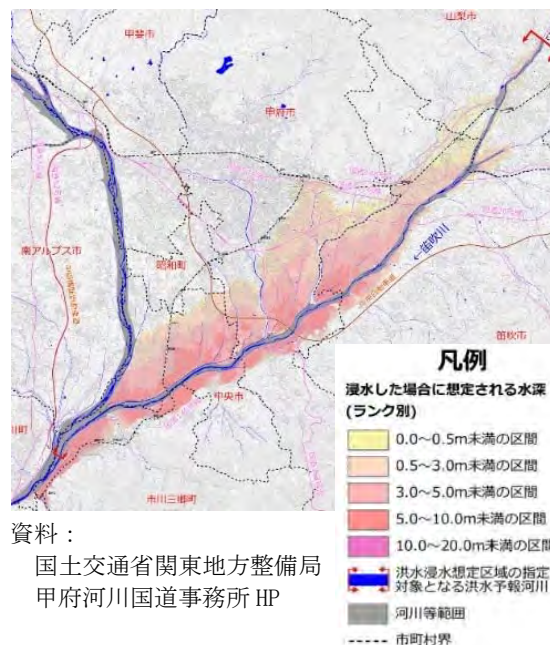 山梨市
甲斐市
甲府市
南アルプス市
昭和町
←笛吹川
笛吹市
中央市
川町
市川三郷町
凡例
浸水した場合に想定される水深
(ランク別)
0.0～0.5m未満の区間
0.5～3.0m未満の区間
3.0～5.0m未満の区間
5.0～10.0m未満の区間
10.0～20.0m未満の区間
洪水浸水想定区域の指定
対象となる洪水予報河川
河川等範囲
市町村界
資料：
国土交通省関東地方整備局
甲府河川国道事務所 HP